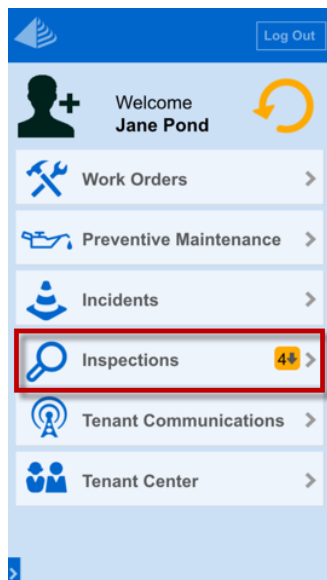 Log Out
Welcome
Jane Pond
Work Orders
Preventive Maintenance
Incidents
Inspections 4
Tenant Communications
Tenant Center